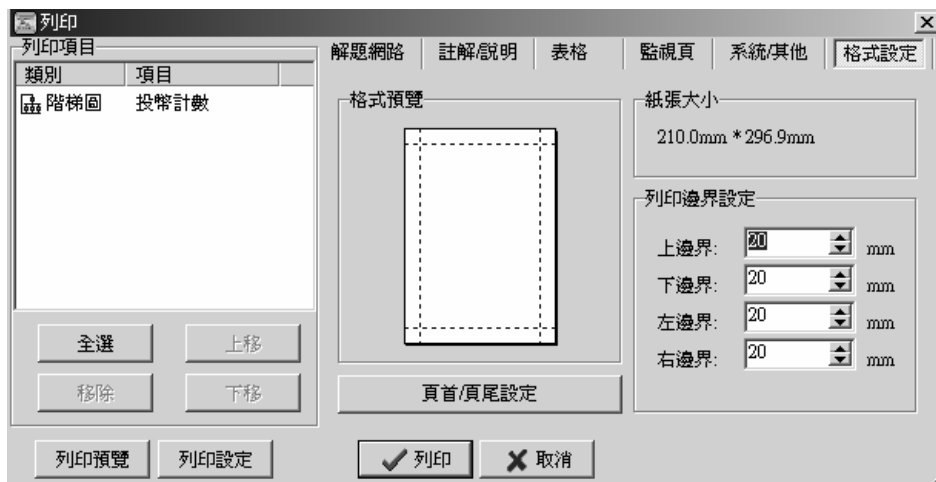 列印
列印項目
類別 項目
階梯圖 投幣計數
全選 上移
移除 下移
列印預覽 列印設定
解題網路 註解/說明 表格 監視頁 系統/其他 格式設定
格式預覽
頁首/頁尾設定
紙張大小
210.0mm * 296.9mm
列印邊界設定
上邊界: 20 mm
下邊界: 20 mm
左邊界: 20 mm
右邊界: 20 mm
列印 取消